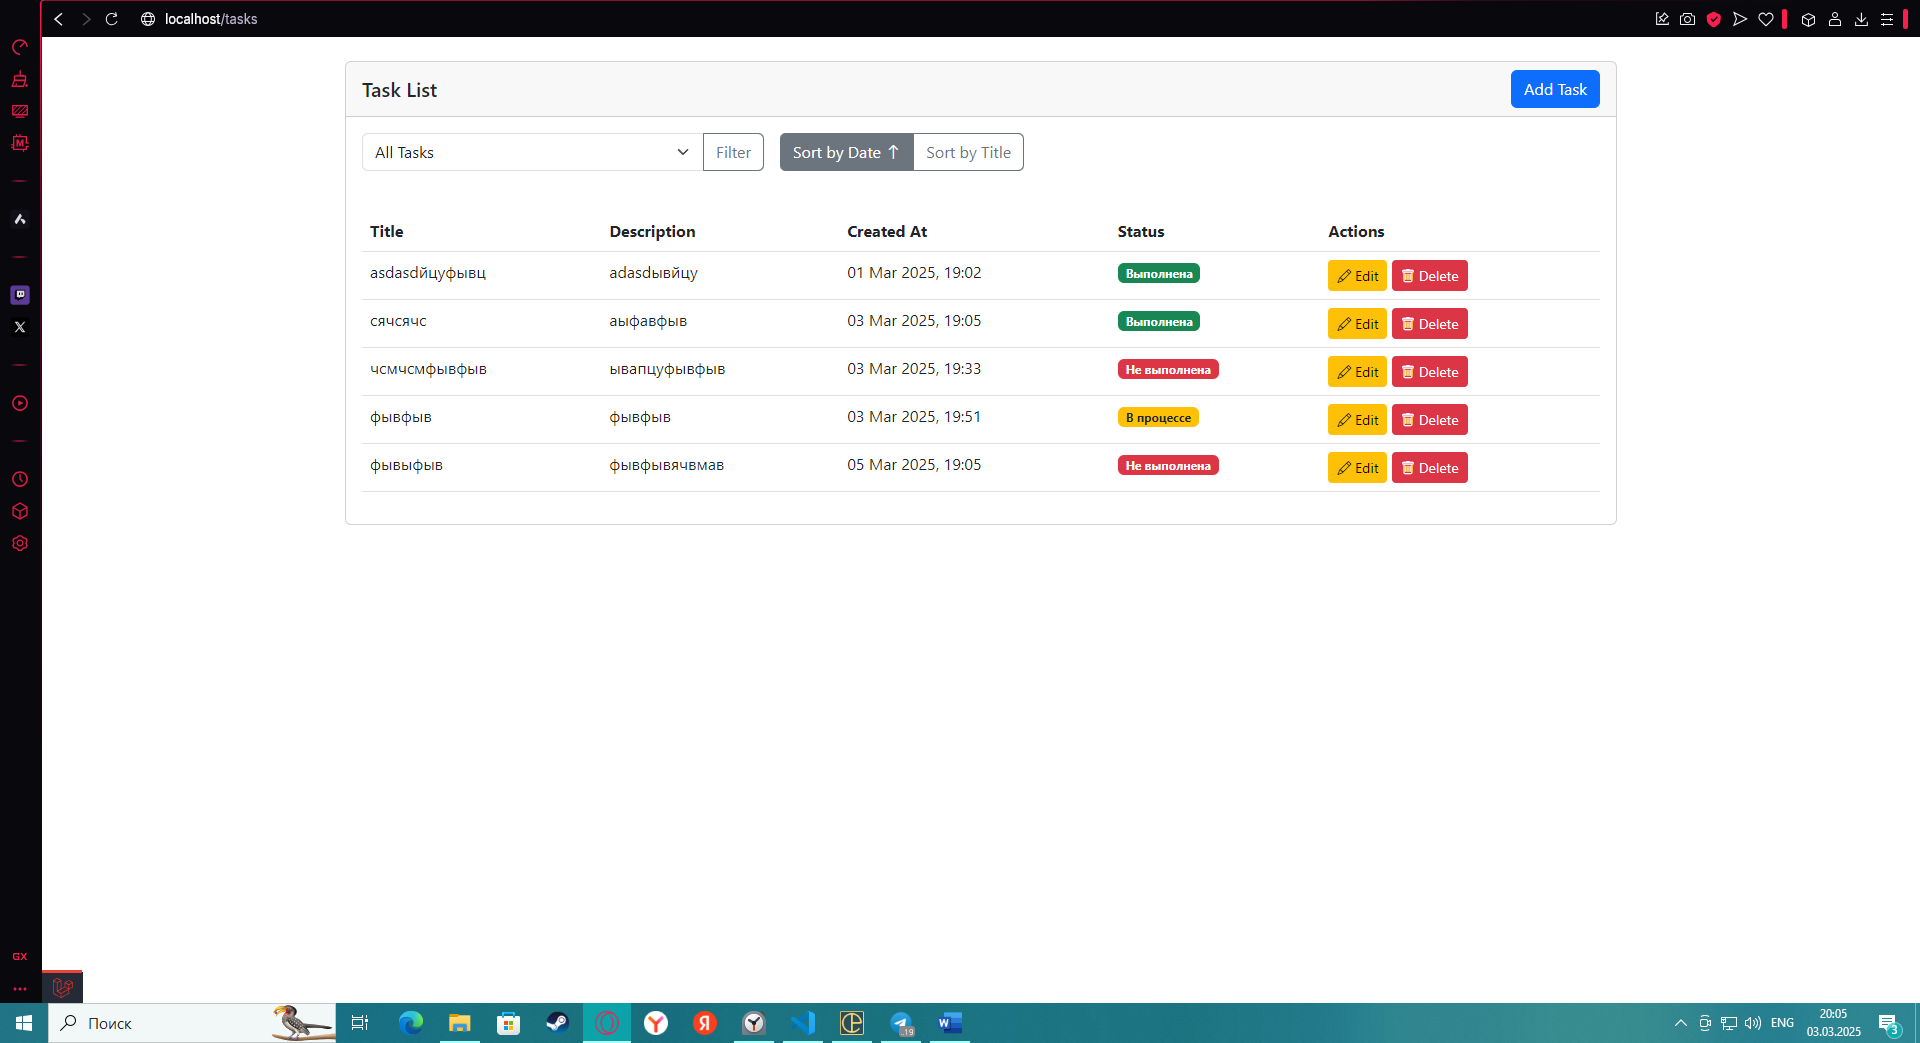 localhost/tasks
Task List
Add Task
All Tasks
Filter
Sort by Date ↑
Sort by Title
Title Description Created At Status Actions
asdasdйцуфывц adasdывйцу 01 Mar 2025, 19:02 Выполнена Edit Delete
сячсячс аыфавфыв 03 Mar 2025, 19:05 Выполнена Edit Delete
чсмчсмфывфыв ывапцуфывфыв 03 Mar 2025, 19:33 Не выполнена Edit Delete
фывфыв фывфыв 03 Mar 2025, 19:51 В процессе Edit Delete
фывыфыв фывфывячвмав 05 Mar 2025, 19:05 Не выполнена Edit Delete
GX
Поиск
19
ENG
20:05
03.03.2025
3